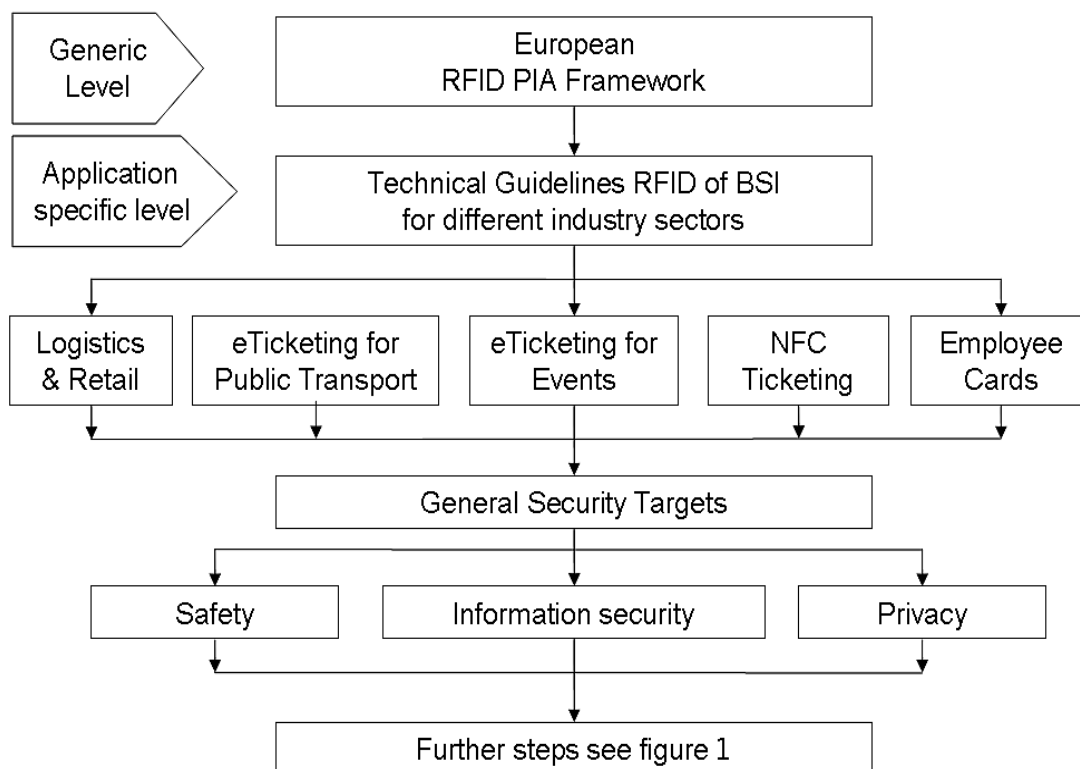 Generic
Level
European
RFID PIA Framework
Application
specific level
Technical Guidelines RFID of BSI
for different industry sectors
Logistics
& Retail
eTicketing for
Public Transport
eTicketing for
Events
NFC
Ticketing
Employee
Cards
General Security Targets
Safety
Information security
Privacy
Further steps see figure 1